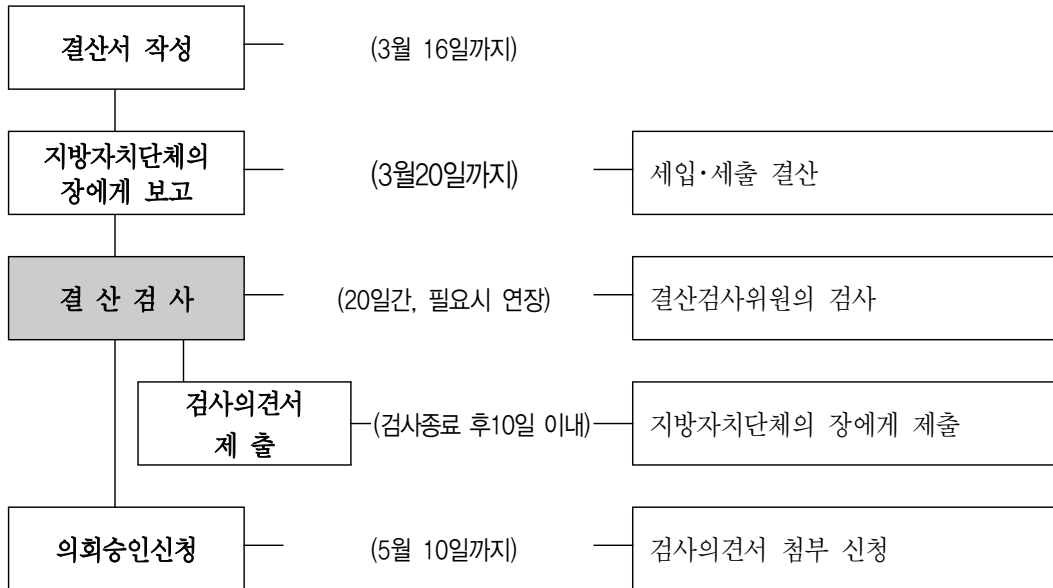 결산서 작성
(3월 16일까지)
지방자치단체의
장에게 보고
(3월20일까지)
세입·세출 결산
결 산 검 사
(20일간, 필요시 연장)
결산검사위원의 검사
검사의견서
제 출
(검사종료 후10일 이내)
지방자치단체의 장에게 제출
의회승인신청
(5월 10일까지)
검사의견서 첨부 신청